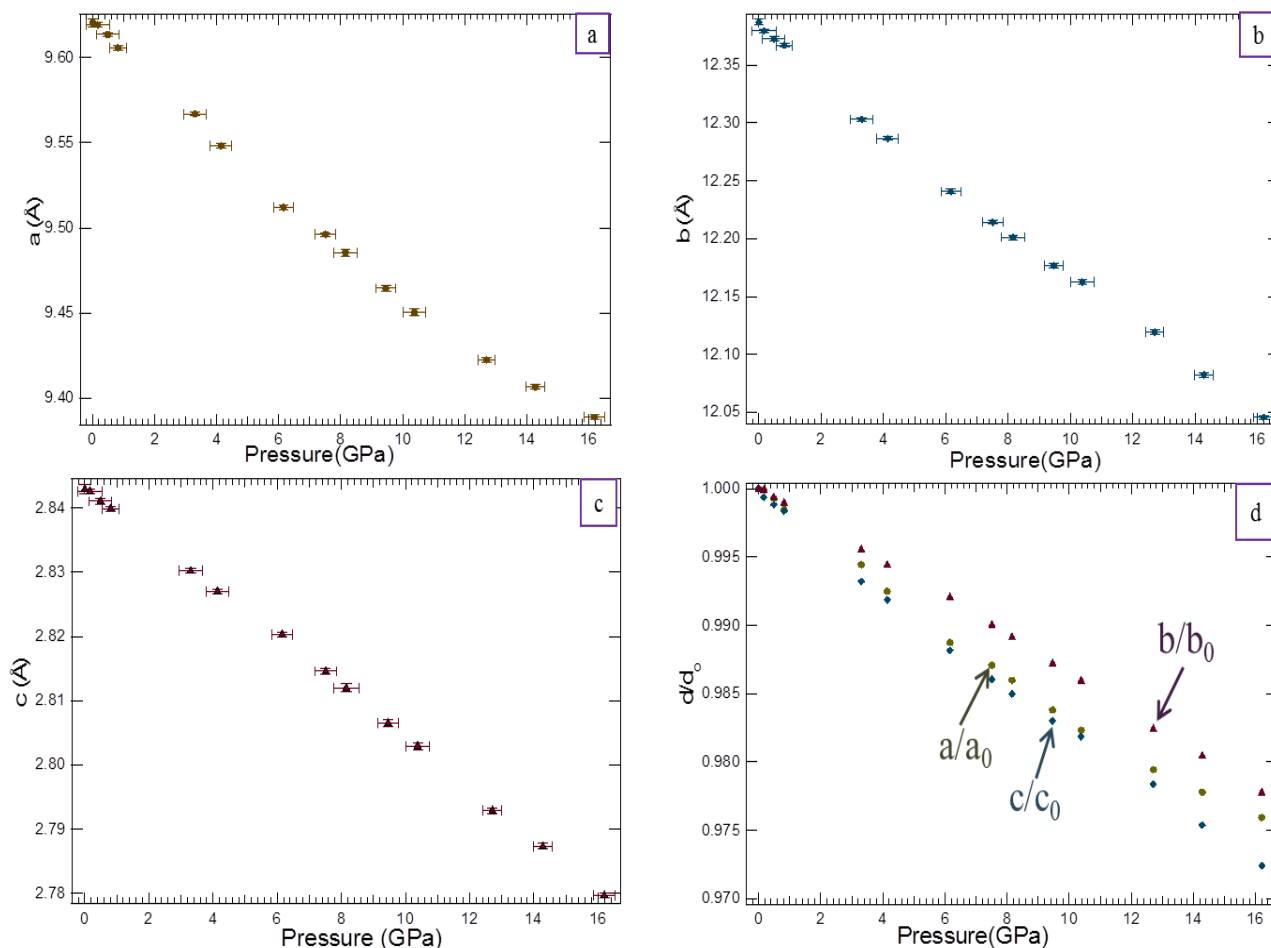 a
9.60
9.55
9.50
9.45
9.40
a (Å)
0 2 4 6 8 10 12 14 16
Pressure(GPa)
b
12.35
12.30
12.25
12.20
12.15
12.10
12.05
b (Å)
0 2 4 6 8 10 12 14 16
Pressure(GPa)
c
2.84
2.83
2.82
2.81
2.80
2.79
2.78
c (Å)
0 2 4 6 8 10 12 14 16
Pressure (GPa)
d
1.000
0.995
0.990
0.985
0.980
0.975
0.970
d/d₀
b/b₀
a/a₀
c/c₀
0 2 4 6 8 10 12 14 16
Pressure (GPa)